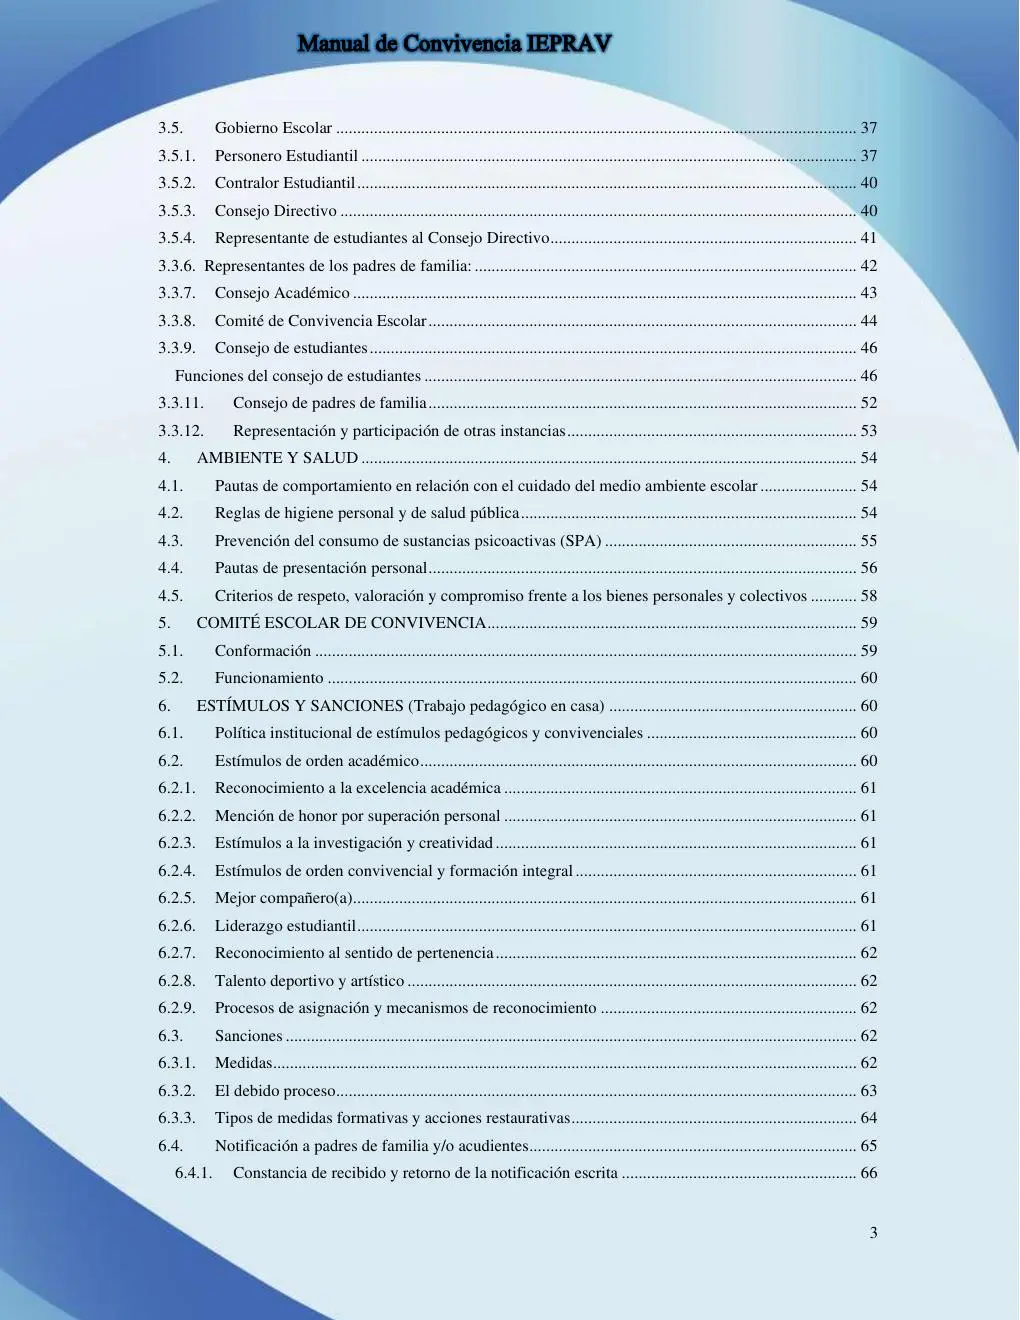 Manual de Convivencia IEPRAV
3.5. Gobierno Escolar ........ 37
3.5.1. Personero Estudiantil ........ 37
3.5.2. Contralor Estudiantil ........ 40
3.5.3. Consejo Directivo ........ 40
3.5.4. Representante de estudiantes al Consejo Directivo ........ 41
3.3.6. Representantes de los padres de familia: ........ 42
3.3.7. Consejo Académico ........ 43
3.3.8. Comité de Convivencia Escolar ........ 44
3.3.9. Consejo de estudiantes ........ 46
Funciones del consejo de estudiantes ........ 46
3.3.11. Consejo de padres de familia ........ 52
3.3.12. Representación y participación de otras instancias ........ 53
4. AMBIENTE Y SALUD ........ 54
4.1. Pautas de comportamiento en relación con el cuidado del medio ambiente escolar ........ 54
4.2. Reglas de higiene personal y de salud pública ........ 54
4.3. Prevención del consumo de sustancias psicoactivas (SPA) ........ 55
4.4. Pautas de presentación personal ........ 56
4.5. Criterios de respeto, valoración y compromiso frente a los bienes personales y colectivos ........ 58
5. COMITÉ ESCOLAR DE CONVIVENCIA ........ 59
5.1. Conformación ........ 59
5.2. Funcionamiento ........ 60
6. ESTÍMULOS Y SANCIONES (Trabajo pedagógico en casa) ........ 60
6.1. Política institucional de estímulos pedagógicos y convivenciales ........ 60
6.2. Estímulos de orden académico ........ 60
6.2.1. Reconocimiento a la excelencia académica ........ 61
6.2.2. Mención de honor por superación personal ........ 61
6.2.3. Estímulos a la investigación y creatividad ........ 61
6.2.4. Estímulos de orden convivencial y formación integral ........ 61
6.2.5. Mejor compañero(a) ........ 61
6.2.6. Liderazgo estudiantil ........ 61
6.2.7. Reconocimiento al sentido de pertenencia ........ 62
6.2.8. Talento deportivo y artístico ........ 62
6.2.9. Procesos de asignación y mecanismos de reconocimiento ........ 62
6.3. Sanciones ........ 62
6.3.1. Medidas ........ 62
6.3.2. El debido proceso ........ 63
6.3.3. Tipos de medidas formativas y acciones restaurativas ........ 64
6.4. Notificación a padres de familia y/o acudientes ........ 65
6.4.1. Constancia de recibido y retorno de la notificación escrita ........ 66
3